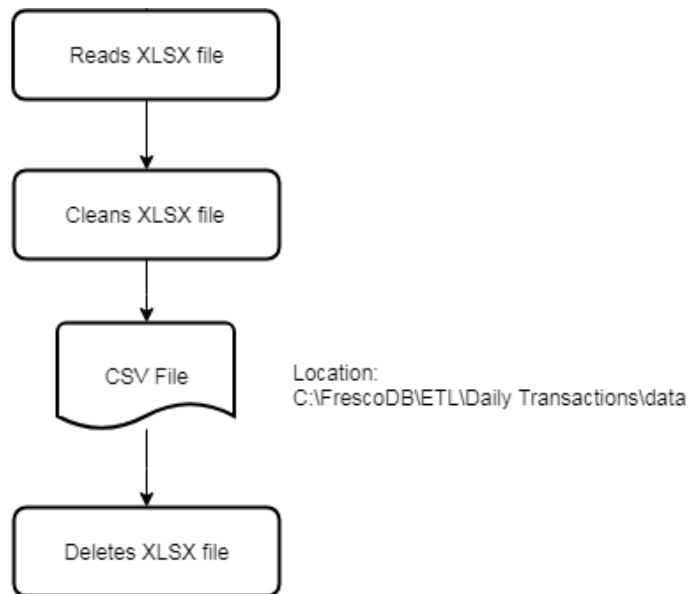 Reads XLSX file
Cleans XLSX file
CSV File
Location:
C:\FrescoDB\ETL\Daily Transactions\data
Deletes XLSX file